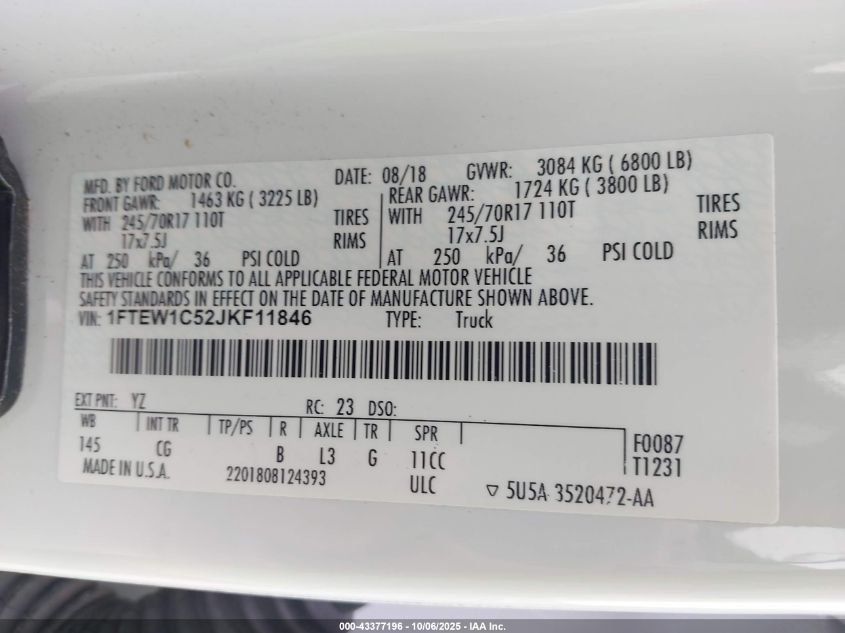 MFD. BY FORD MOTOR CO. DATE: 08/18 GVWR: 3084 KG ( 6800 LB)
FRONT GAWR: 1463 KG ( 3225 LB) REAR GAWR: 1724 KG ( 3800 LB)
WITH 245/70R17 110T TIRES WITH 245/70R17 110T TIRES
17x7.5J RIMS 17x7.5J RIMS
AT 250 kPa/ 36 PSI COLD AT 250 kPa/ 36 PSI COLD
THIS VEHICLE CONFORMS TO ALL APPLICABLE FEDERAL MOTOR VEHICLE
SAFETY STANDARDS IN EFFECT ON THE DATE OF MANUFACTURE SHOWN ABOVE.
VIN: 1FTEW1C52JKF11846 TYPE: Truck
EXT PNT: YZ RC: 23 DSO:
WB INT TR TP/PS R AXLE TR SPR F0087
145 CG B L3 G 11CC T1231
MADE IN U.S.A. 2201808124393 ULC ▽ 5U5A 3520472-AA
000-43377196 - 10/06/2025 - IAA Inc.